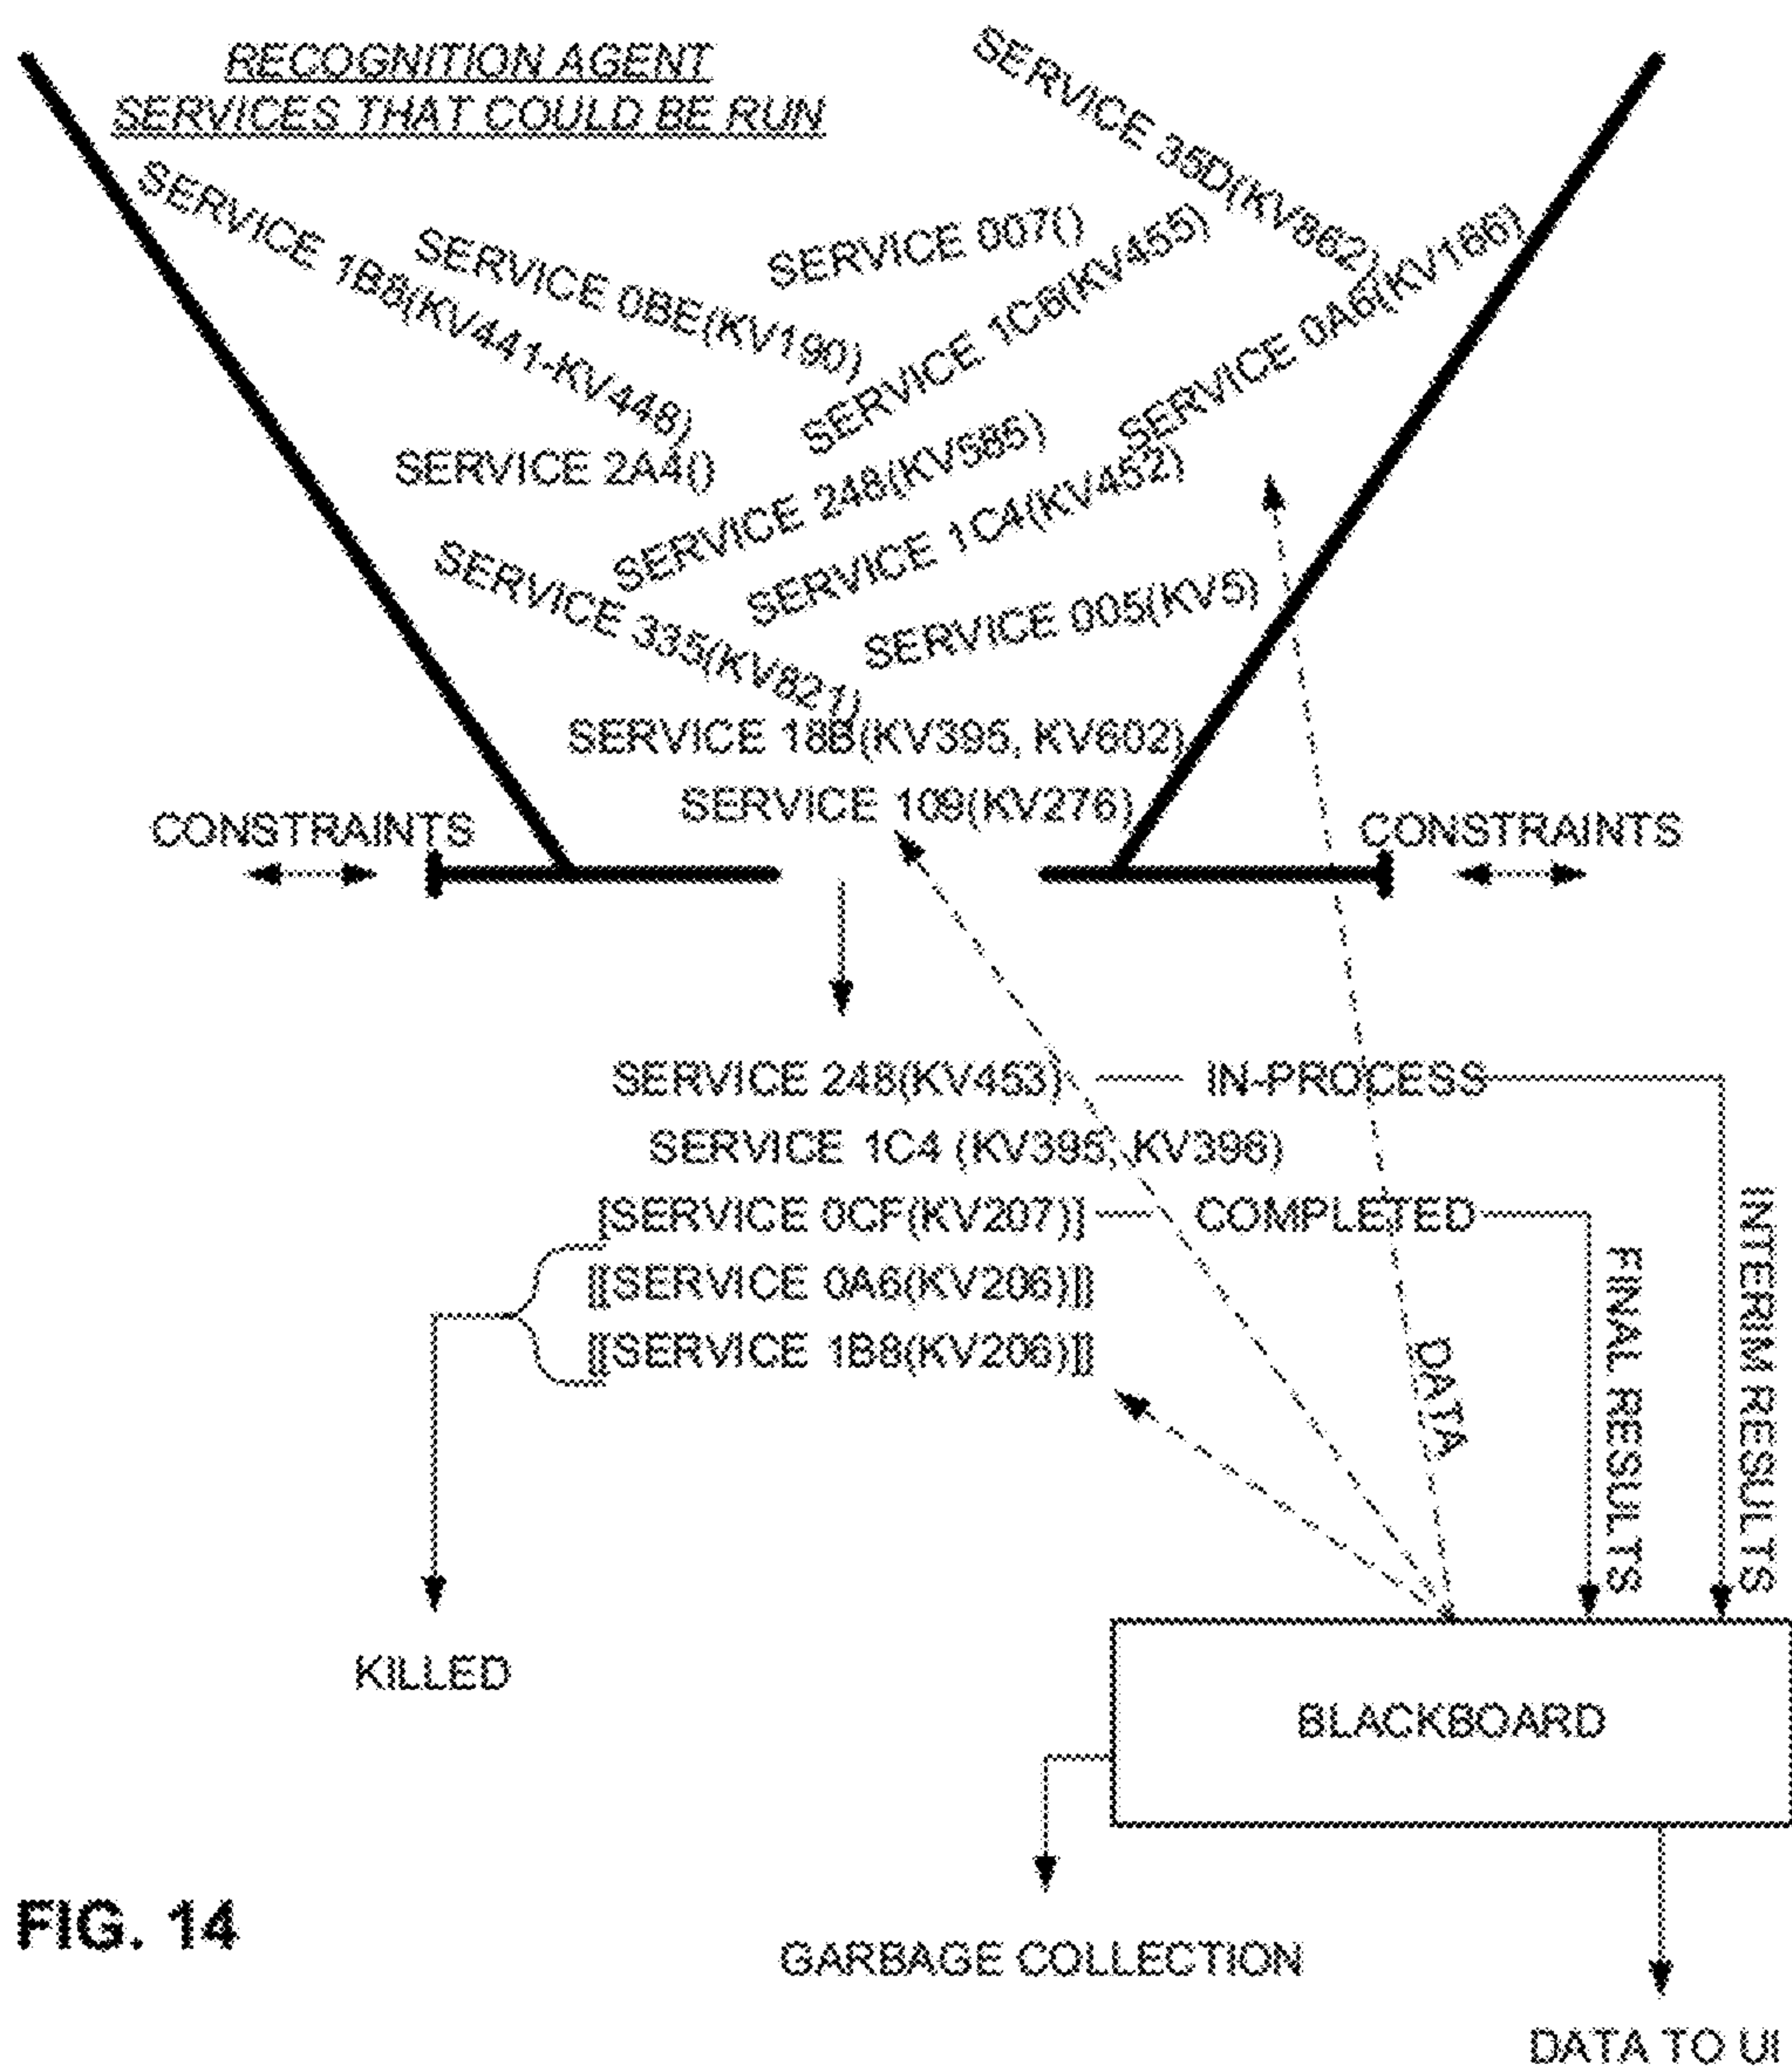 RECOGNITION AGENT
SERVICES THAT COULD BE RUN
SERVICE 35D(KV862)
SERVICE 1B8(KV441-KV448)
SERVICE 0BE(KV190)
SERVICE 007()
SERVICE 1C6(KV455)
SERVICE 0A6(KV166)
SERVICE 2A4()
SERVICE 248(KV585)
SERVICE 1C4(KV452)
SERVICE 335(KV821)
SERVICE 005(KV5)
SERVICE 18B(KV395, KV602)
SERVICE 109(KV276)
CONSTRAINTS
CONSTRAINTS
SERVICE 248(KV453)
IN-PROCESS
SERVICE 1C4 (KV395, KV396)
[SERVICE 0CF(KV207)]
COMPLETED
[[SERVICE 0A6(KV206)]]
[[SERVICE 1B8(KV206)]]
DATA
FINAL RESULTS
INTERIM RESULTS
KILLED
BLACKBOARD
GARBAGE COLLECTION
DATA TO UI
FIG. 14